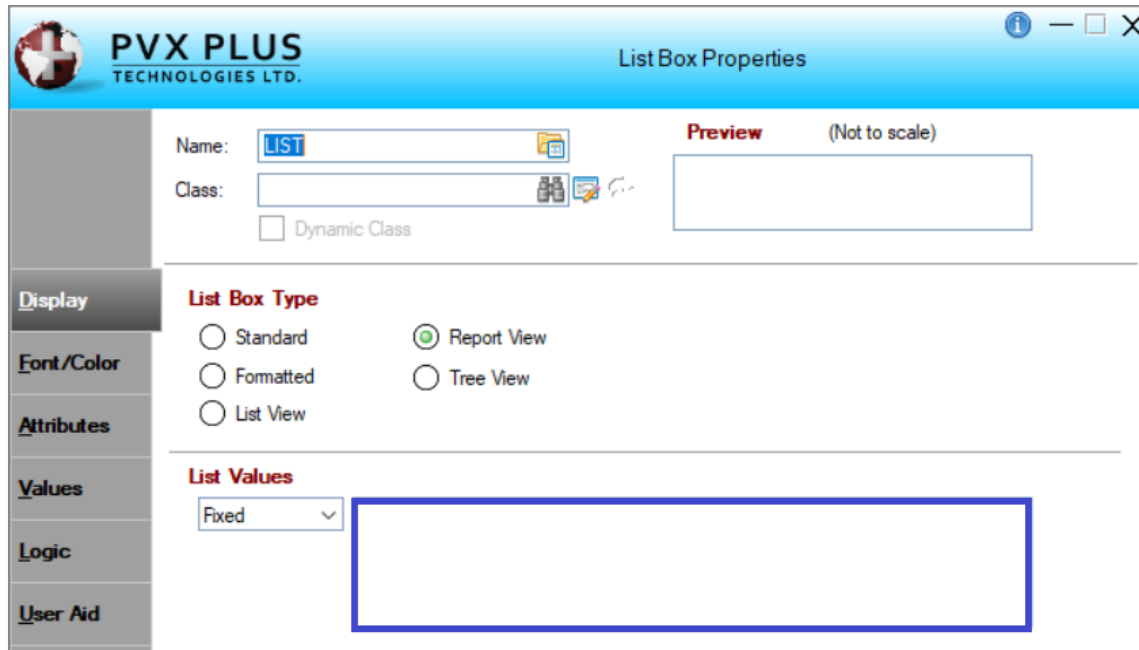 PVX PLUS
TECHNOLOGIES LTD.
List Box Properties
Name: LIST
Preview (Not to scale)
Class:
Dynamic Class
Display
List Box Type
Standard Report View
Font/Color
Formatted Tree View
List View
Attributes
Values
List Values
Fixed
Logic
User Aid